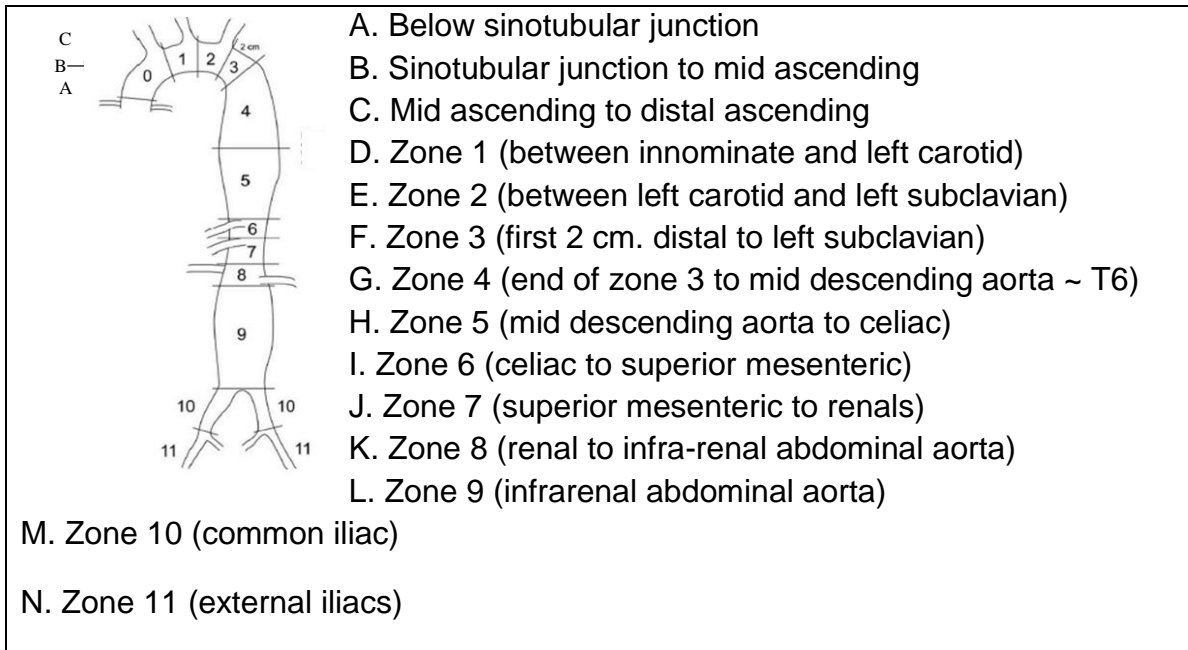 A. Below sinotubular junction
B. Sinotubular junction to mid ascending
C. Mid ascending to distal ascending
D. Zone 1 (between innominate and left carotid)
E. Zone 2 (between left carotid and left subclavian)
F. Zone 3 (first 2 cm. distal to left subclavian)
G. Zone 4 (end of zone 3 to mid descending aorta ~ T6)
H. Zone 5 (mid descending aorta to celiac)
I. Zone 6 (celiac to superior mesenteric)
J. Zone 7 (superior mesenteric to renals)
K. Zone 8 (renal to infra-renal abdominal aorta)
L. Zone 9 (infrarenal abdominal aorta)
M. Zone 10 (common iliac)
N. Zone 11 (external iliacs)
C
B
A
0
1
2
2 cm
3
4
5
6
7
8
9
10
10
11
11